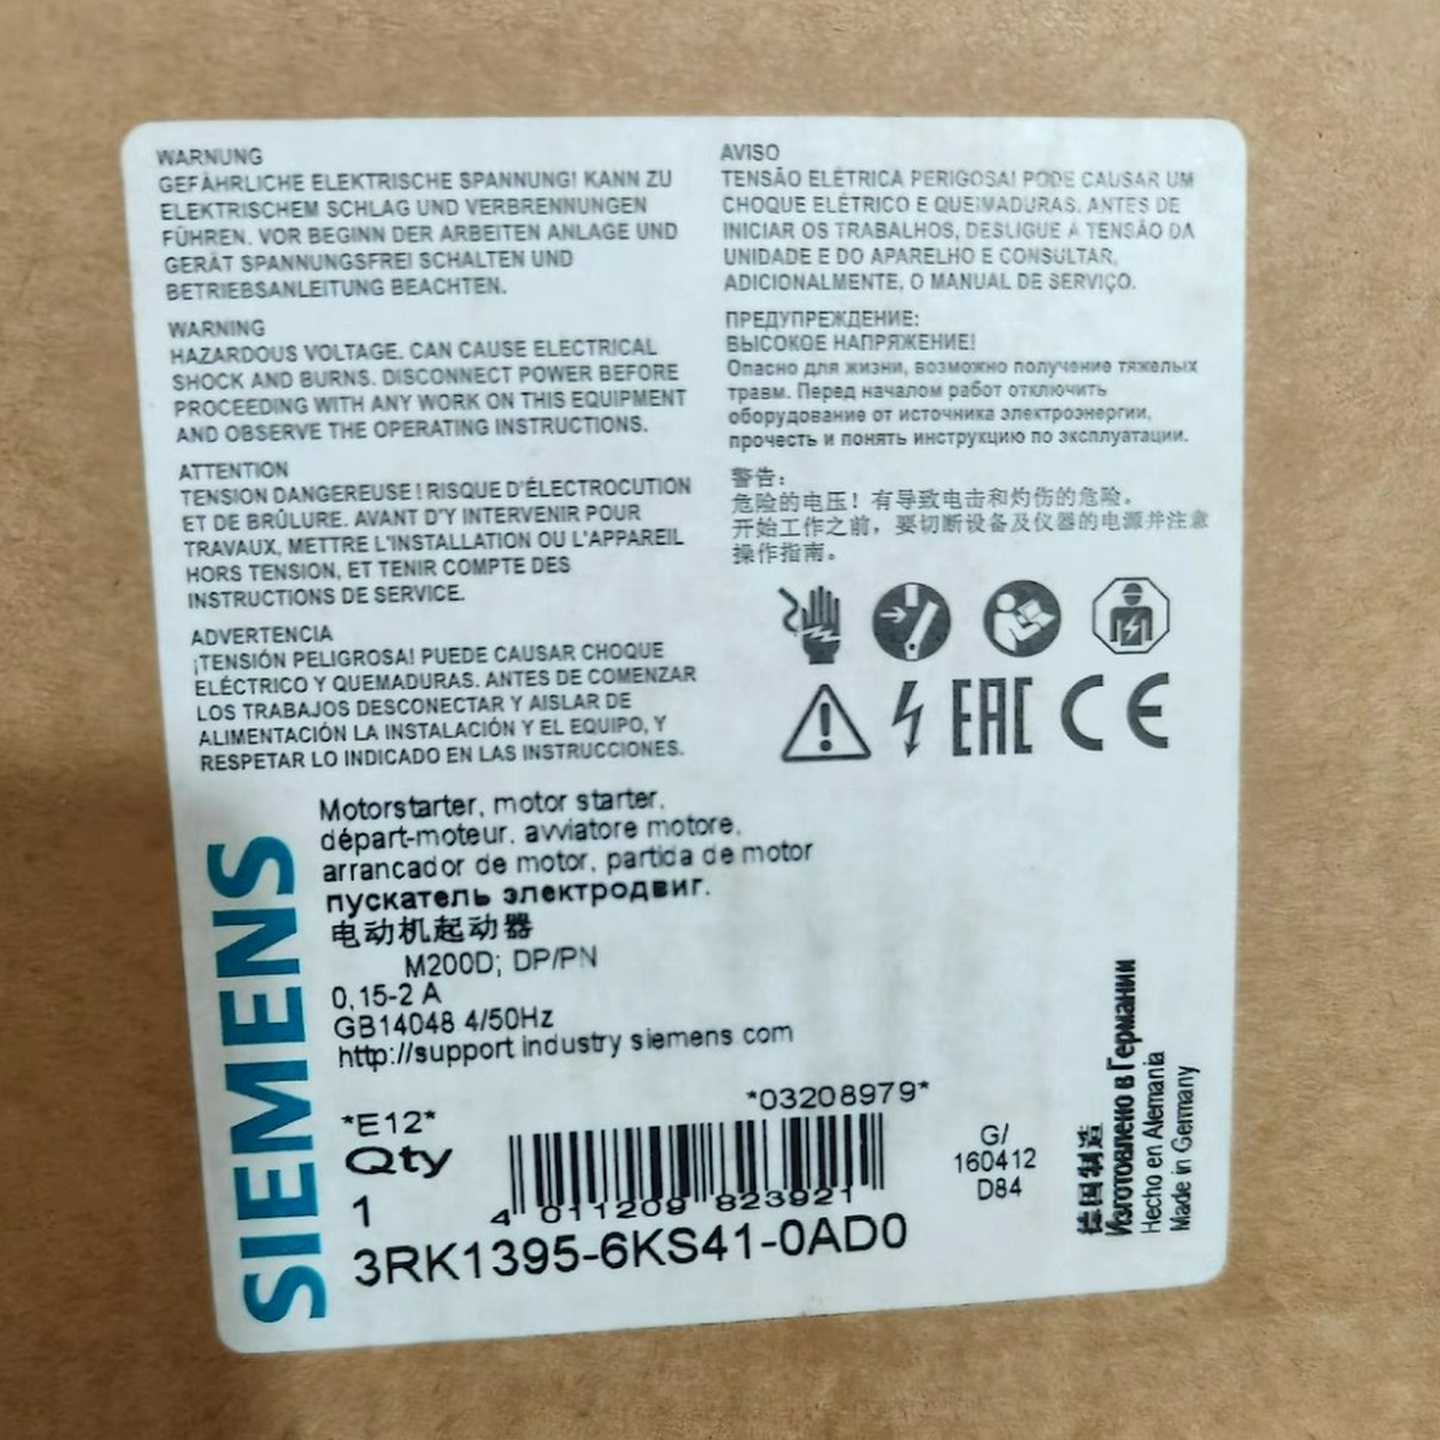 WARNUNG
GEFÄHRLICHE ELEKTRISCHE SPANNUNG! KANN ZU
ELEKTRISCHEM SCHLAG UND VERBRENNUNGEN
FÜHREN. VOR BEGINN DER ARBEITEN ANLAGE UND
GERÄT SPANNUNGSFREI SCHALTEN UND
BETRIEBSANLEITUNG BEACHTEN.
WARNING
HAZARDOUS VOLTAGE. CAN CAUSE ELECTRICAL
SHOCK AND BURNS. DISCONNECT POWER BEFORE
PROCEEDING WITH ANY WORK ON THIS EQUIPMENT
AND OBSERVE THE OPERATING INSTRUCTIONS.
ATTENTION
TENSION DANGEREUSE ! RISQUE D'ÉLECTROCUTION
ET DE BRÛLURE. AVANT D'Y INTERVENIR POUR
TRAVAUX, METTRE L'INSTALLATION OU L'APPAREIL
HORS TENSION, ET TENIR COMPTE DES
INSTRUCTIONS DE SERVICE.
ADVERTENCIA
¡TENSIÓN PELIGROSA! PUEDE CAUSAR CHOQUE
ELÉCTRICO Y QUEMADURAS. ANTES DE COMENZAR
LOS TRABAJOS DESCONECTAR Y AISLAR DE
ALIMENTACIÓN LA INSTALACIÓN Y EL EQUIPO, Y
RESPETAR LO INDICADO EN LAS INSTRUCCIONES.
AVISO
TENSÃO ELÉTRICA PERIGOSA! PODE CAUSAR UM
CHOQUE ELÉTRICO E QUEIMADURAS. ANTES DE
INICIAR OS TRABALHOS, DESLIGUE A TENSÃO DA
UNIDADE E DO APARELHO E CONSULTAR,
ADICIONALMENTE, O MANUAL DE SERVIÇO.
ПРЕДУПРЕЖДЕНИЕ:
ВЫСОКОЕ НАПРЯЖЕНИЕ!
Опасно для жизни, возможно получение тяжелых
травм. Перед началом работ отключить
оборудование от источника электроэнергии,
прочесть и понять инструкцию по эксплуатации.
警告：
危险的电压！有导致电击和灼伤的危险。
开始工作之前，要切断设备及仪器的电源并注意
操作指南。
EAC CE
SIEMENS
Motorstarter, motor starter,
départ-moteur, avviatore motore,
arrancador de motor, partida de motor
пускатель электродвиг.
电动机起动器
M200D; DP/PN
0,15-2 A
GB14048 4/50Hz
http://support industry siemens com
*E12*
*03208979*
Qty
1
4 011209 823921
3RK1395-6KS41-0AD0
G/
160412
D84
德国制造
Изготовлено в Германии
Hecho en Alemania
Made in Germany